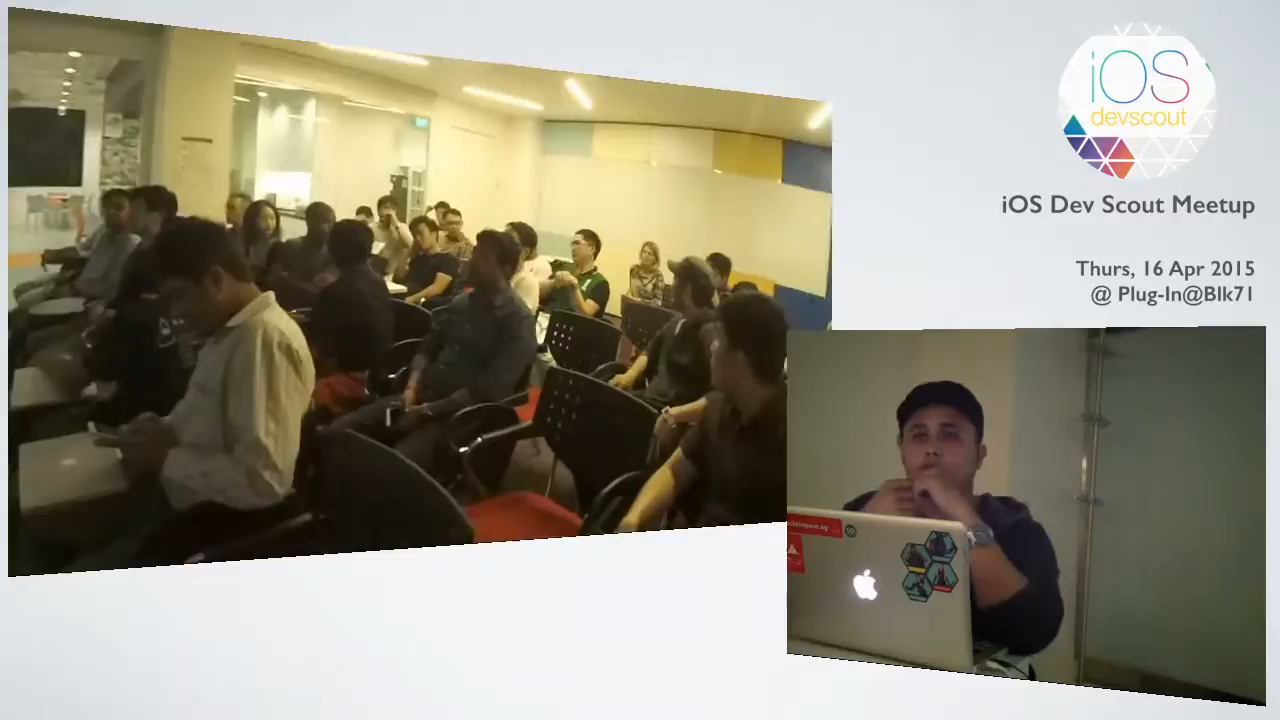 iOS
devscout
iOS Dev Scout Meetup
Thurs, 16 Apr 2015
@ Plug-In@Blk71